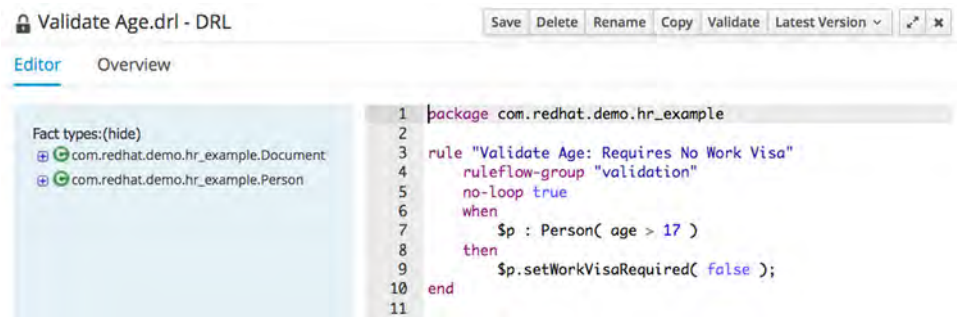 Validate Age.drl - DRL
Save Delete Rename Copy Validate Latest Version
Editor Overview
Fact types:(hide)
com.redhat.demo.hr_example.Document
com.redhat.demo.hr_example.Person
1 package com.redhat.demo.hr_example
2
3 rule "Validate Age: Requires No Work Visa"
4 ruleflow-group "validation"
5 no-loop true
6 when
7 $p : Person( age > 17 )
8 then
9 $p.setWorkVisaRequired( false );
10 end
11